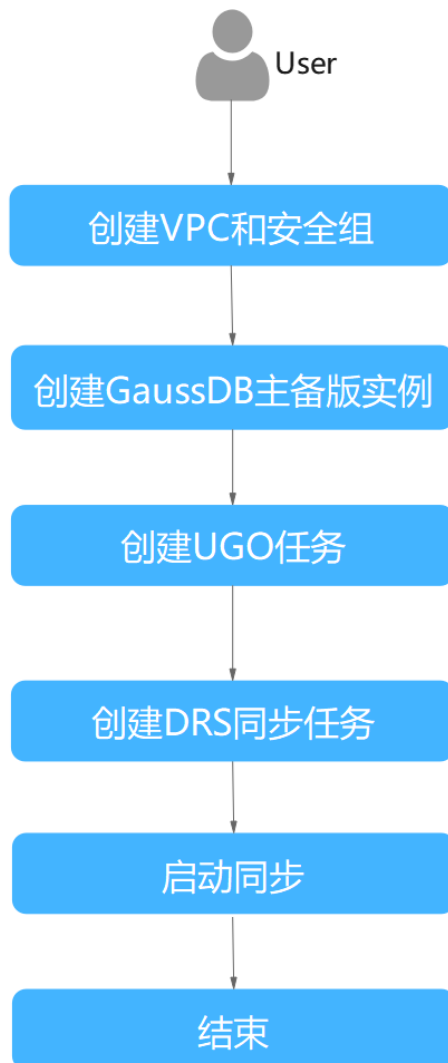 User
创建VPC和安全组
创建GaussDB主备版实例
创建UGO任务
创建DRS同步任务
启动同步
结束